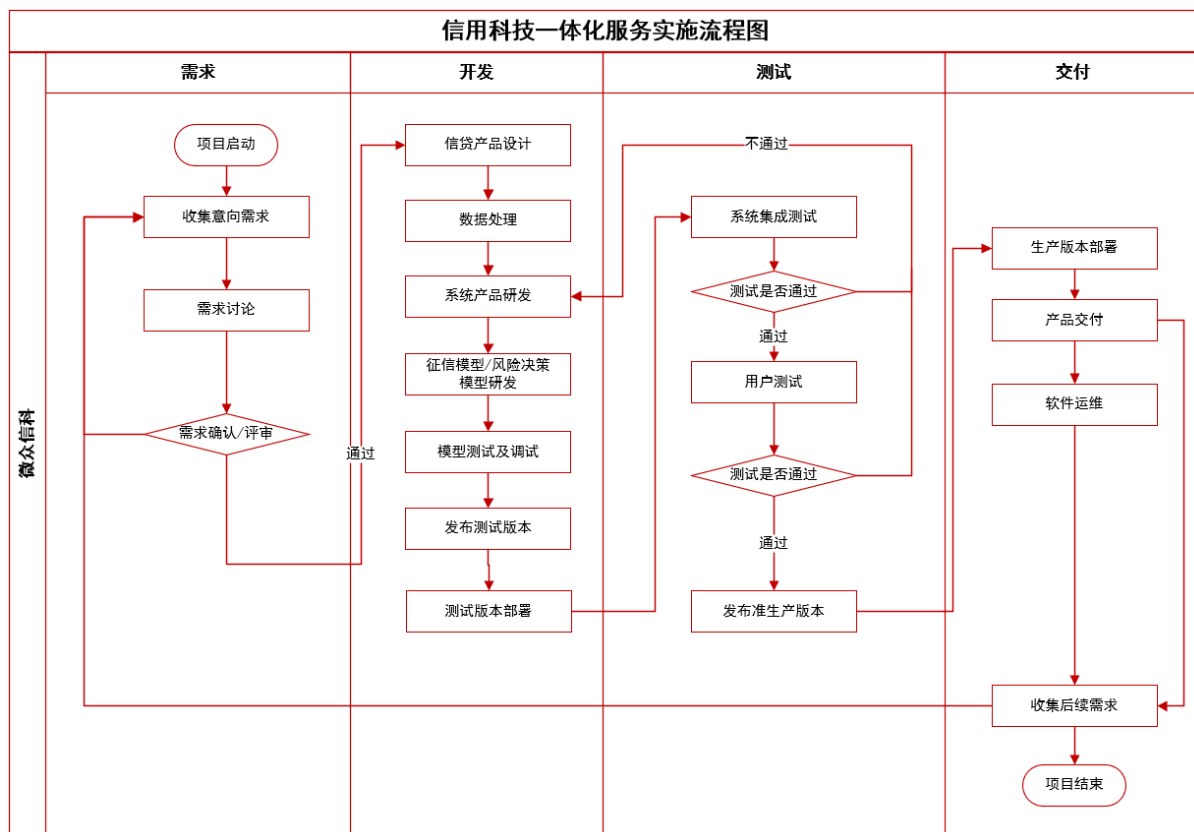 信用科技一体化服务实施流程图
需求
开发
测试
交付
微众信科
项目启动
收集意向需求
需求讨论
需求确认/评审
通过
信贷产品设计
数据处理
系统产品研发
征信模型/风险决策
模型研发
模型测试及调试
发布测试版本
测试版本部署
不通过
系统集成测试
测试是否通过
通过
用户测试
测试是否通过
通过
发布准生产版本
生产版本部署
产品交付
软件运维
收集后续需求
项目结束